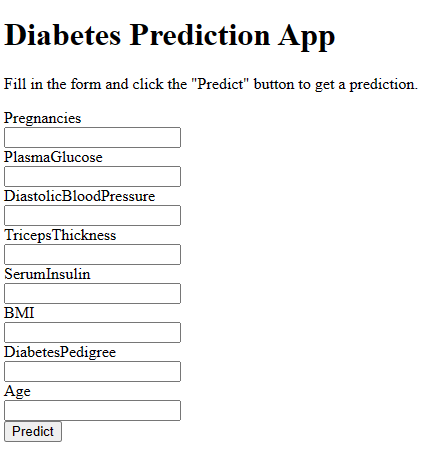 Diabetes Prediction App
Fill in the form and click the "Predict" button to get a prediction.
Pregnancies
PlasmaGlucose
DiastolicBloodPressure
TricepsThickness
SerumInsulin
BMI
DiabetesPedigree
Age
Predict